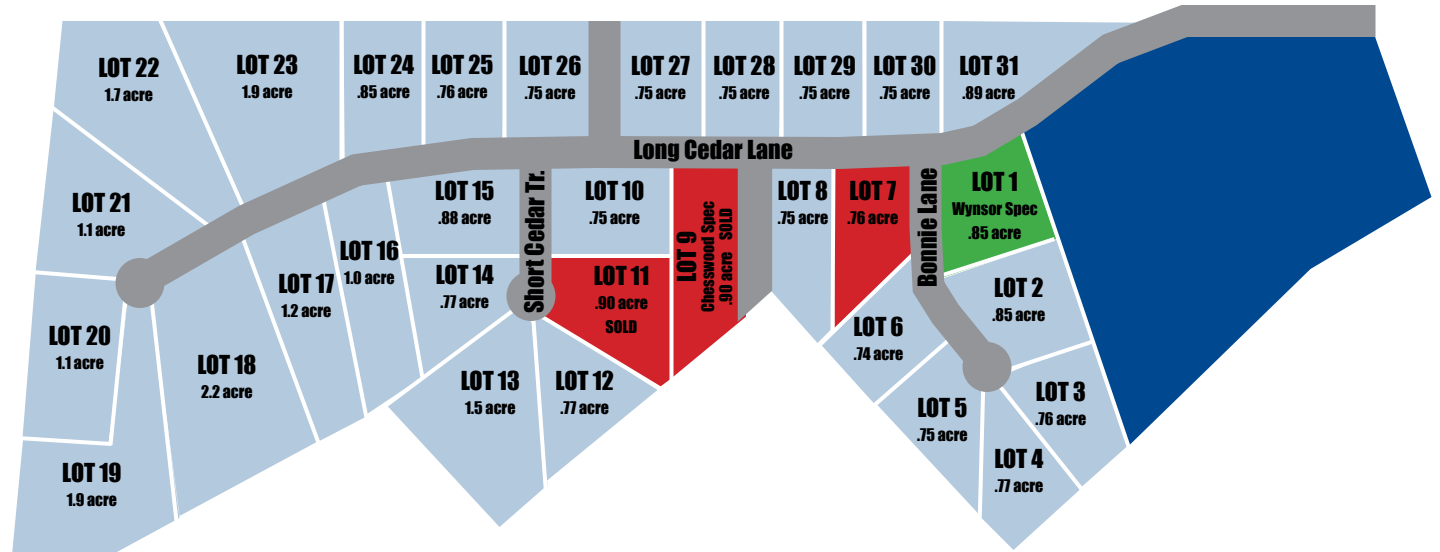 LOT 22
1.7 acre
LOT 23
1.9 acre
LOT 24
.85 acre
LOT 25
.76 acre
LOT 26
.75 acre
LOT 27
.75 acre
LOT 28
.75 acre
LOT 29
.75 acre
LOT 30
.75 acre
LOT 31
.89 acre
Long Cedar Lane
LOT 21
1.1 acre
LOT 15
.88 acre
Short Cedar Tr.
LOT 10
.75 acre
LOT 9
Chesswood Spec
.90 acre SOLD
LOT 8
.75 acre
LOT 7
.76 acre
Bonnie Lane
LOT 1
Wynsor Spec
.85 acre
LOT 20
1.1 acre
LOT 18
2.2 acre
LOT 17
1.2 acre
LOT 16
1.0 acre
LOT 14
.77 acre
LOT 11
.90 acre
SOLD
LOT 6
.74 acre
LOT 2
.85 acre
LOT 13
1.5 acre
LOT 12
.77 acre
LOT 5
.75 acre
LOT 3
.76 acre
LOT 19
1.9 acre
LOT 4
.77 acre